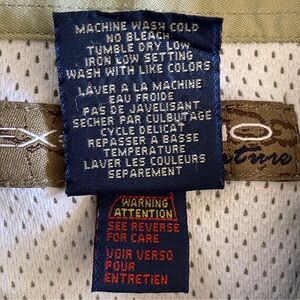 MACHINE WASH COLD
NO BLEACH
TUMBLE DRY LOW
IRON LOW SETTING
WASH WITH LIKE COLORS
LAVER A LA MACHINE
EAU FROIDE
PAS DE JAVELISANT
SECHER PAR CULBUTAGE
CYCLE DELICAT
REPASSER A BASSE
TEMPERATURE
LAVER LES COULEURS
SEPAREMENT
EX
O
WARNING
ATTENTION
SEE REVERSE
FOR CARE
VOIR VERSO
POUR
ENTRETIEN